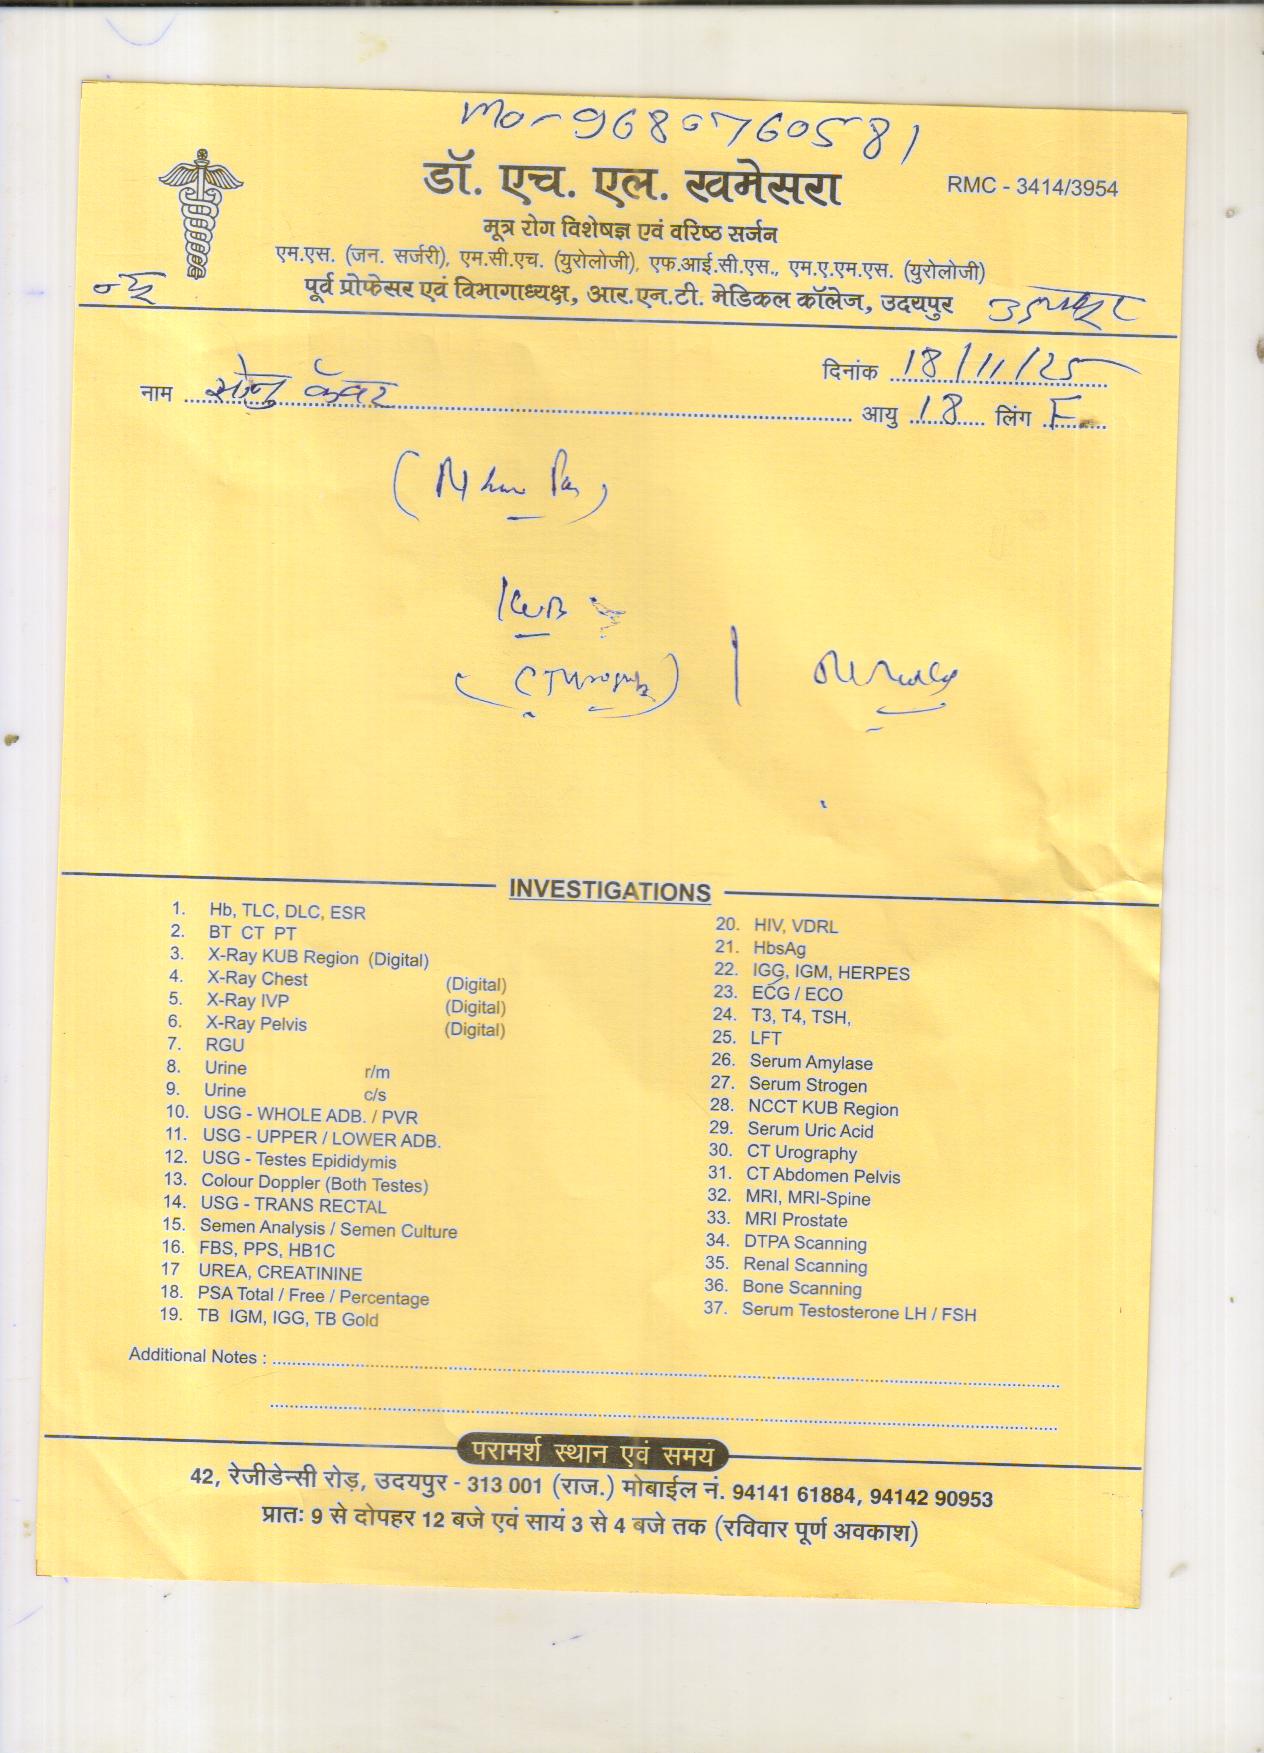 Mo - 9680760581
डॉ. एच. एल. खमेसरा
RMC - 3414/3954
मूत्र रोग विशेषज्ञ एवं वरिष्ठ सर्जन
एम.एस. (जन. सर्जरी), एम.सी.एच. (युरोलोजी), एफ.आई.सी.एस., एम.ए.एम.एस. (युरोलोजी)
पूर्व प्रोफेसर एवं विभागाध्यक्ष, आर.एन.टी. मेडिकल कॉलेज, उदयपुर
दिनांक 18/11/25
नाम सोनु कँवर
आयु 18 लिंग F
KUB
(CT Urography)
INVESTIGATIONS
1. Hb, TLC, DLC, ESR
2. BT CT PT
3. X-Ray KUB Region (Digital)
4. X-Ray Chest (Digital)
5. X-Ray IVP (Digital)
6. X-Ray Pelvis (Digital)
7. RGU
8. Urine r/m
9. Urine c/s
10. USG - WHOLE ADB. / PVR
11. USG - UPPER / LOWER ADB.
12. USG - Testes Epididymis
13. Colour Doppler (Both Testes)
14. USG - TRANS RECTAL
15. Semen Analysis / Semen Culture
16. FBS, PPS, HB1C
17 UREA, CREATININE
18. PSA Total / Free / Percentage
19. TB IGM, IGG, TB Gold
20. HIV, VDRL
21. HbsAg
22. IGG, IGM, HERPES
23. ECG / ECO
24. T3, T4, TSH,
25. LFT
26. Serum Amylase
27. Serum Strogen
28. NCCT KUB Region
29. Serum Uric Acid
30. CT Urography
31. CT Abdomen Pelvis
32. MRI, MRI-Spine
33. MRI Prostate
34. DTPA Scanning
35. Renal Scanning
36. Bone Scanning
37. Serum Testosterone LH / FSH
Additional Notes :
परामर्श स्थान एवं समय
42, रेजीडेन्सी रोड़, उदयपुर - 313 001 (राज.) मोबाईल नं. 94141 61884, 94142 90953
प्रातः 9 से दोपहर 12 बजे एवं सायं 3 से 4 बजे तक (रविवार पूर्ण अवकाश)